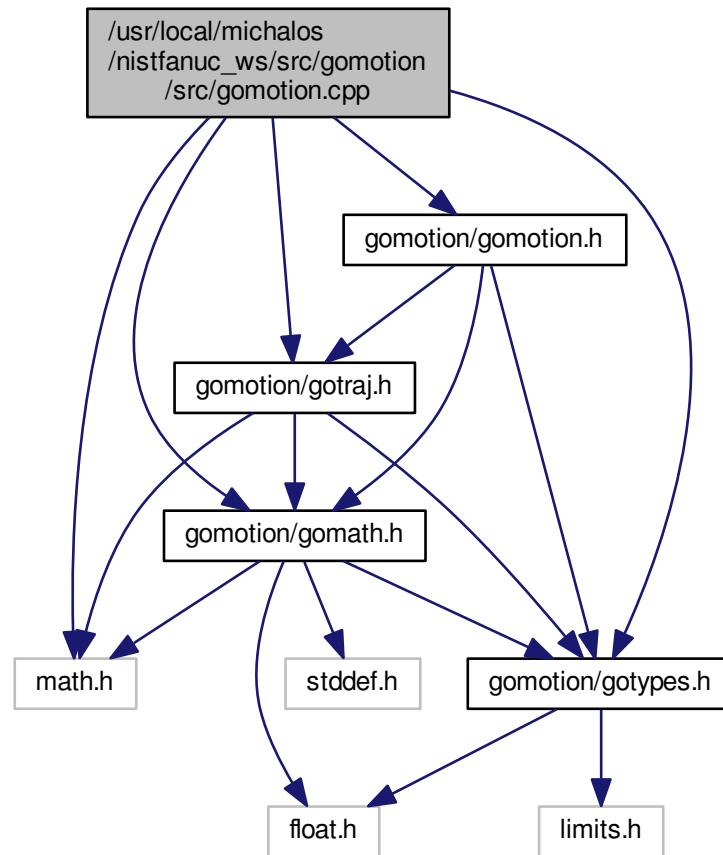 /usr/local/michalos
/nistfanuc_ws/src/gomotion
/src/gomotion.cpp
gomotion/gomotion.h
gomotion/gotraj.h
gomotion/gomath.h
math.h
stddef.h
gomotion/gotypes.h
float.h
limits.h